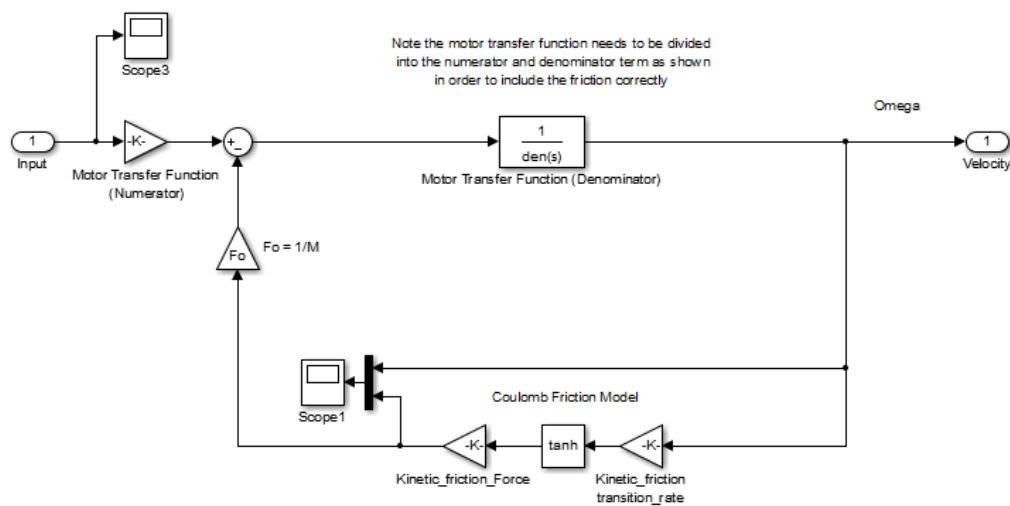 Note the motor transfer function needs to be divided
into the numerator and denominator term as shown
in order to include the friction correctly
Scope3
Omega
1
Input
-K-
Motor Transfer Function
(Numerator)
+
-
1
den(s)
Motor Transfer Function (Denominator)
1
Velocity
Fo
Fo = 1/M
Scope1
Coulomb Friction Model
-K-
Kinetic_friction_Force
tanh
-K-
Kinetic_friction
transition_rate